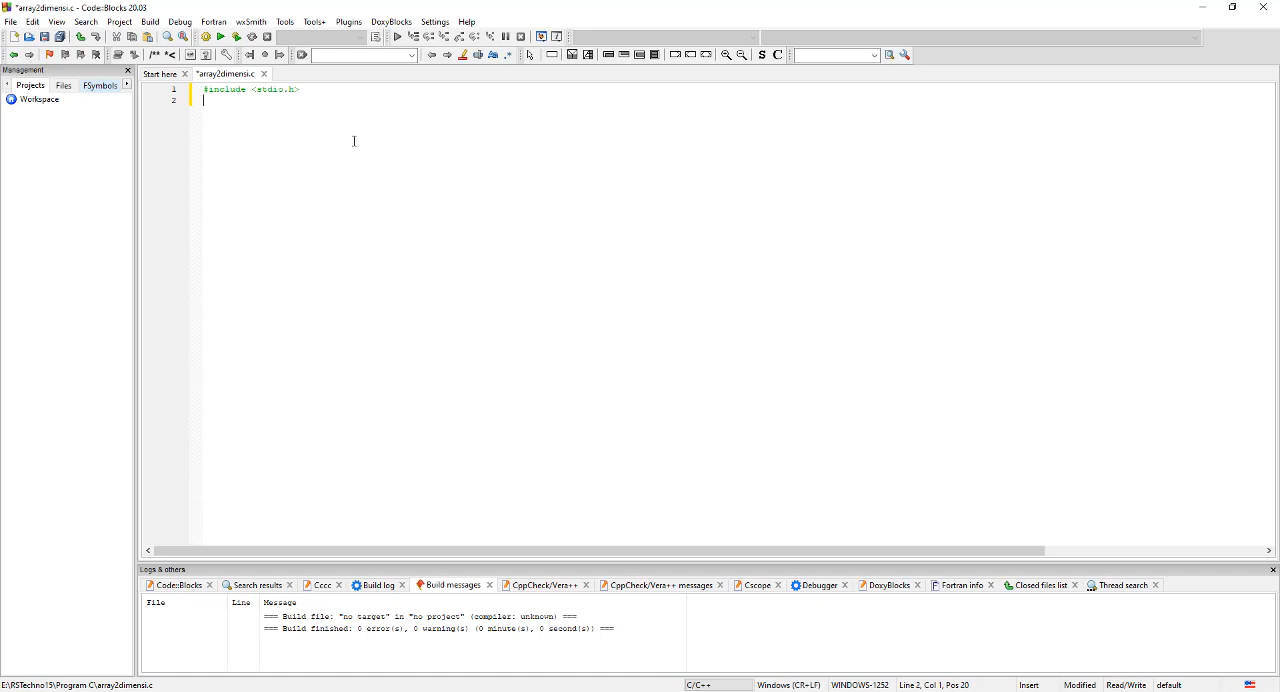 *array2dimensi.c - Code::Blocks 20.03
File Edit View Search Project Build Debug Fortran wxSmith Tools Tools+ Plugins DoxyBlocks Settings Help
Management
Projects Files FSymbols
Workspace
Start here *array2dimensi.c
1 #include <stdio.h>
2
Logs & others
Code::Blocks Search results Cccc Build log Build messages CppCheck/Vera++ CppCheck/Vera++ messages Cscope Debugger DoxyBlocks Fortran info Closed files list Thread search
File Line Message
=== Build file: "no target" in "no project" (compiler: unknown) ===
=== Build finished: 0 error(s), 0 warning(s) (0 minute(s), 0 second(s)) ===
E:\RSTechno15\Program C\array2dimensi.c C/C++ Windows (CR+LF) WINDOWS-1252 Line 2, Col 1, Pos 20 Insert Modified Read/Write default